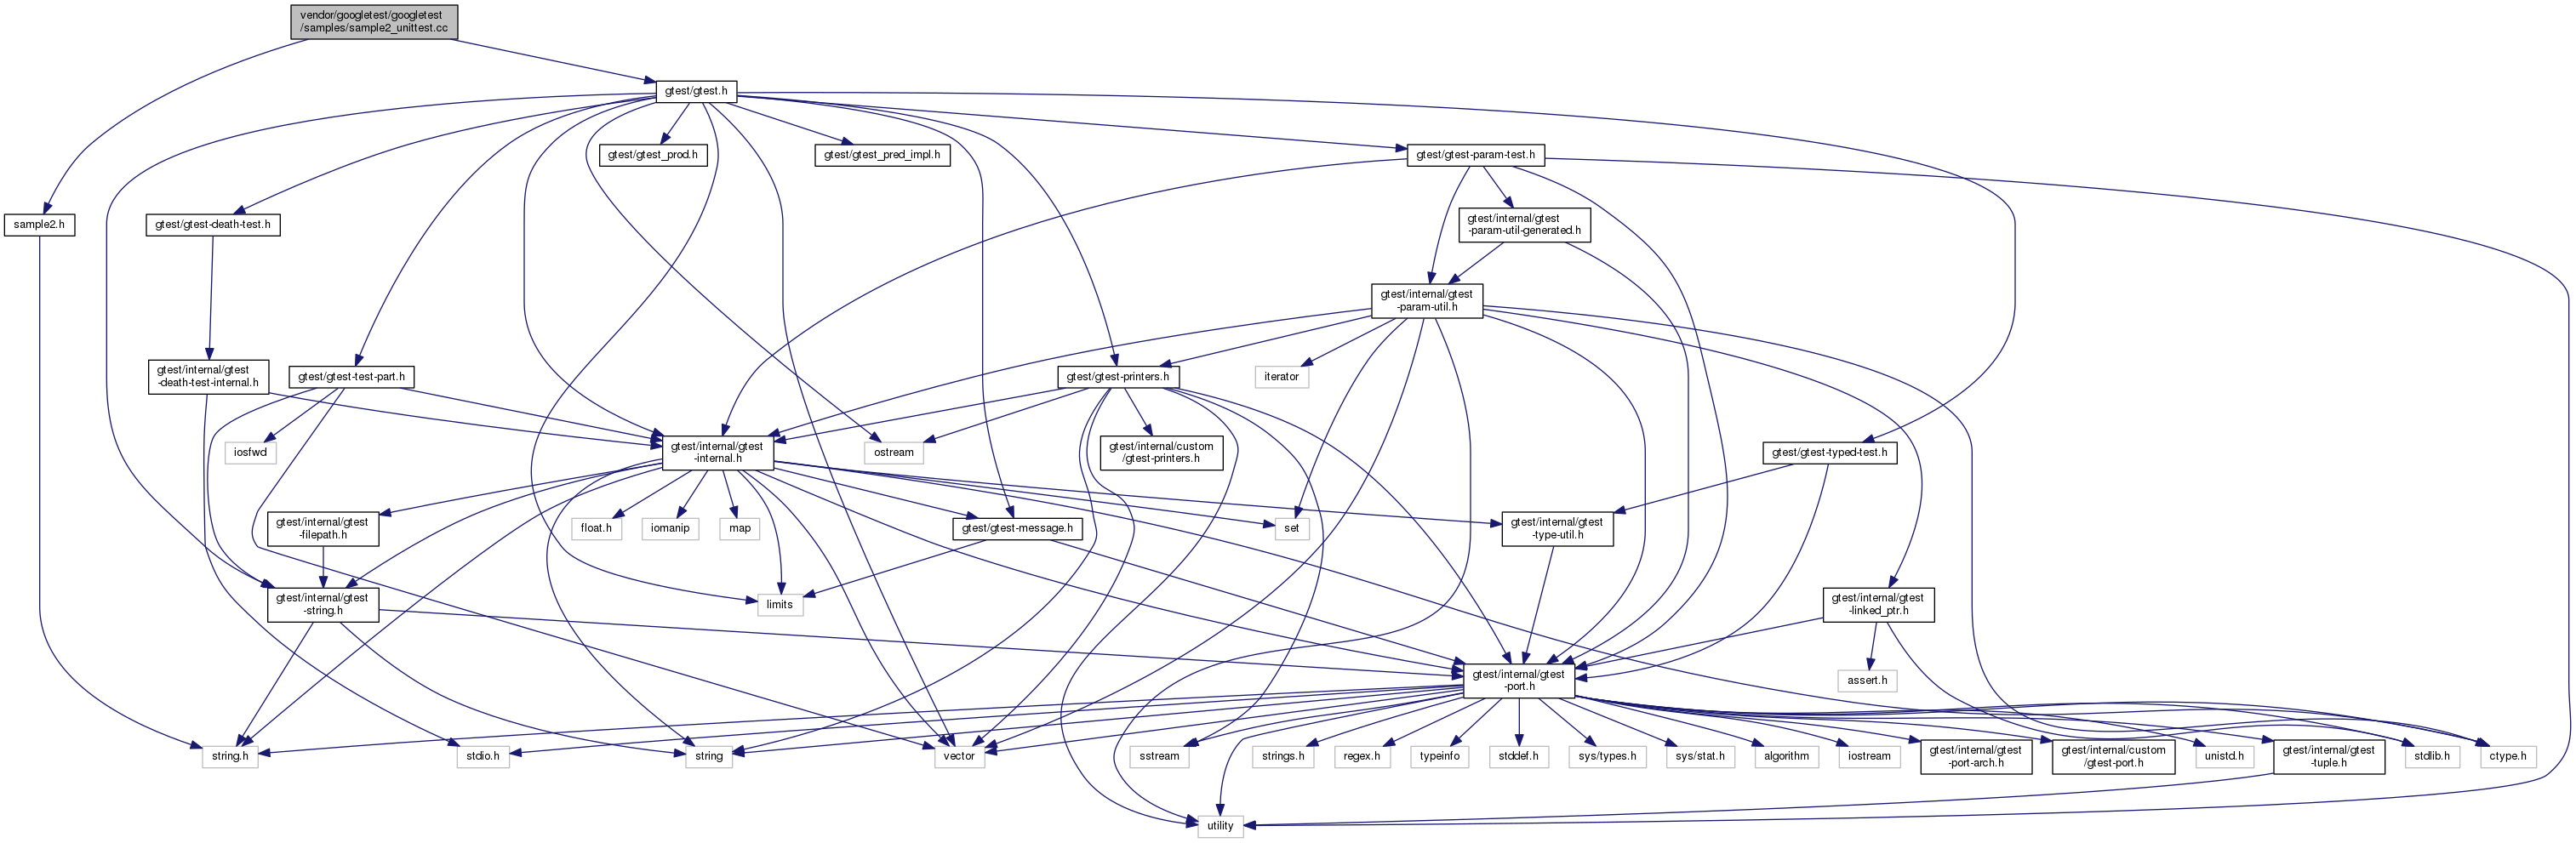 vendor/googletest/googletest
/samples/sample2_unittest.cc
gtest/gtest.h
gtest/gtest_prod.h
gtest/gtest_pred_impl.h
gtest/gtest-param-test.h
sample2.h
gtest/gtest-death-test.h
gtest/internal/gtest
-param-util-generated.h
gtest/internal/gtest
-param-util.h
gtest/internal/gtest
-death-test-internal.h
gtest/gtest-test-part.h
gtest/gtest-printers.h
iterator
iosfwd
gtest/internal/gtest
-internal.h
ostream
gtest/internal/custom
/gtest-printers.h
gtest/gtest-typed-test.h
gtest/internal/gtest
-filepath.h
float.h
iomanip
map
gtest/gtest-message.h
set
gtest/internal/gtest
-type-util.h
gtest/internal/gtest
-string.h
limits
gtest/internal/gtest
-linked_ptr.h
gtest/internal/gtest
-port.h
assert.h
string.h
stdio.h
string
vector
sstream
strings.h
regex.h
typeinfo
stddef.h
sys/types.h
sys/stat.h
algorithm
iostream
gtest/internal/gtest
-port-arch.h
gtest/internal/custom
/gtest-port.h
unistd.h
gtest/internal/gtest
-tuple.h
stdlib.h
ctype.h
utility